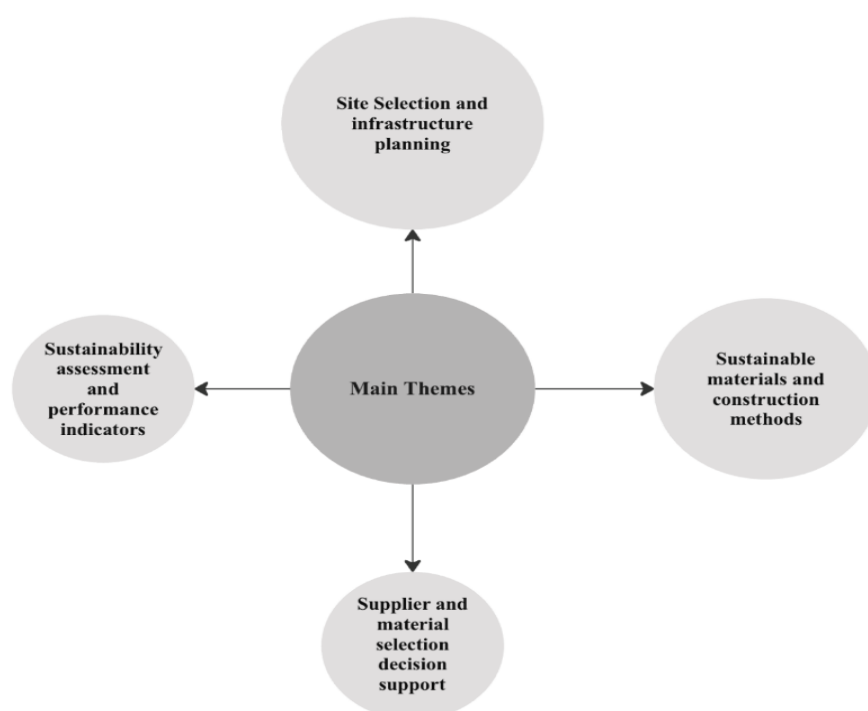 Site Selection and
infrastructure
planning
Sustainability
assessment
and
performance
indicators
Main Themes
Sustainable
materials and
construction
methods
Supplier and
material
selection
decision
support